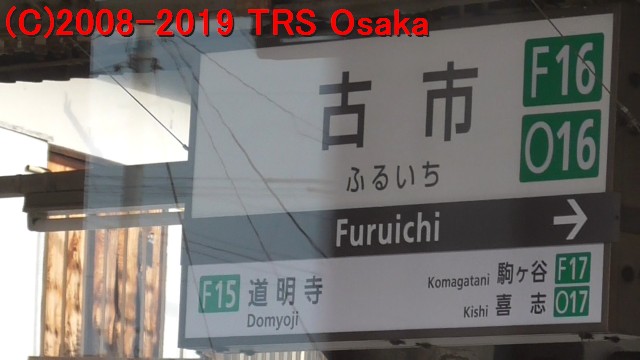 (C)2008-2019 TRS Osaka
古市
F16
O16
ふるいち
Furuichi →
F15 道明寺
Domyoji
Komagatani 駒ヶ谷 F17
Kishi 喜志 O17